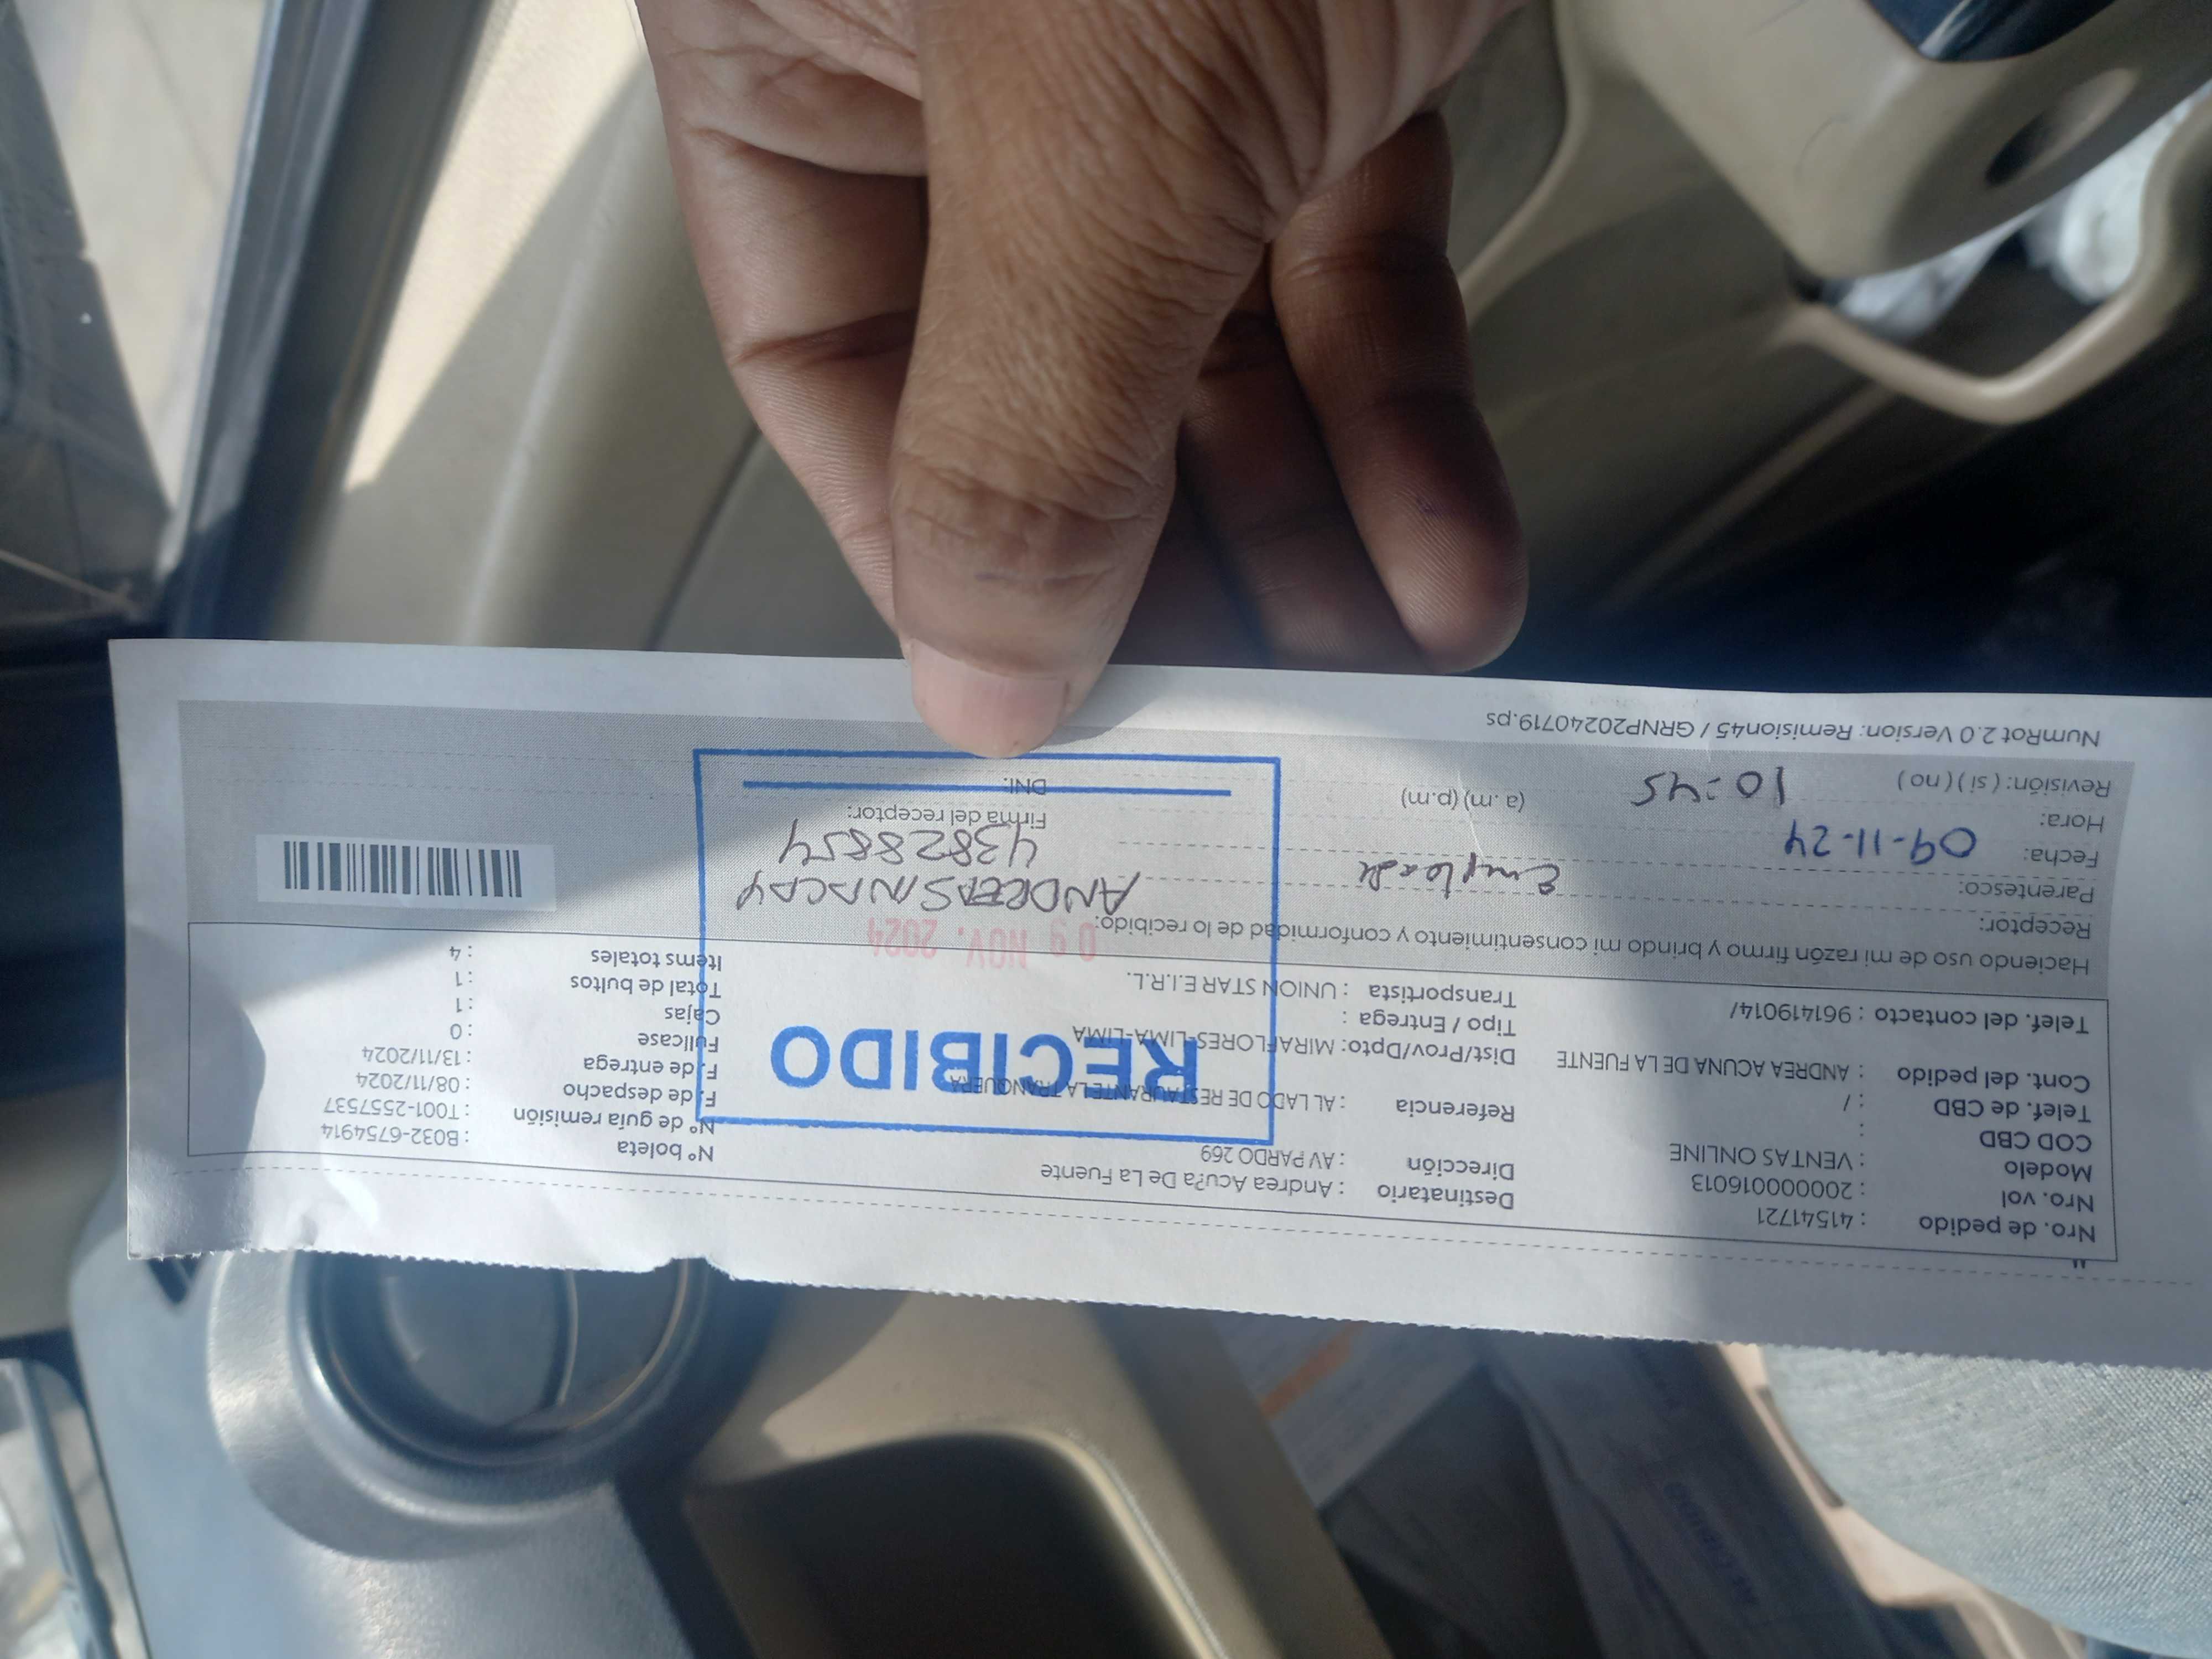 Nro. de pedido : 41541721
Nro. vol : 20000016013
Modelo : VENTAS ONLINE
COD CBD :
Telef. de CBD : /
Cont. del pedido : ANDREA ACUNA DE LA FUENTE
Telef. del contacto : 961419014/
Destinatario : Andrea Acu?a De La Fuente
Dirección : AV PARDO 269
Referencia : AL LADO DE RESTAURANTE LA TRANQUERA
Dist/Prov/Dpto: MIRAFLORES-LIMA-LIMA
Tipo / Entrega :
Transportista : UNION STAR E.I.R.L.
N° boleta : B032-6754914
N° de guía remisión : T001-2557537
F. de despacho : 08/11/2024
F. de entrega : 13/11/2024
Fullcase : 0
Cajas : 1
Total de bultos : 1
Items totales : 4
RECIBIDO
09 NOV. 2024
Haciendo uso de mi razón firmo y brindo mi consentimiento y conformidad de lo recibido:
Receptor:
Parentesco:
Fecha: 09-11-24
Hora: 10:45 (a.m) (p.m)
Revisión: ( si ) ( no )
43828854
Firma del receptor:
DNI:
NumRot 2.0 Version: Remision45 / GRNP20240719.ps